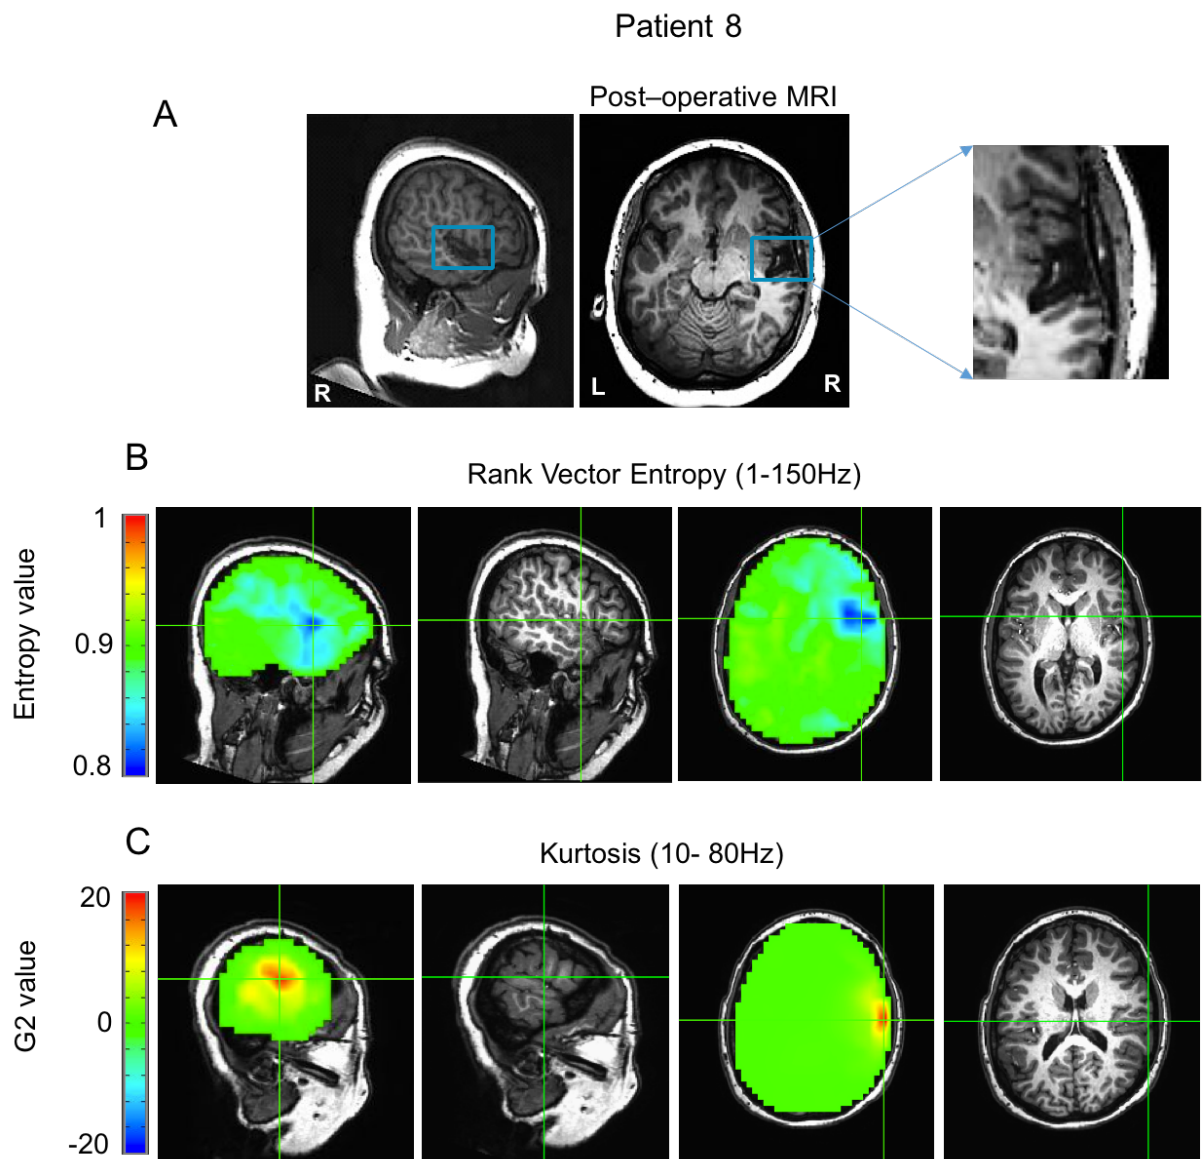 Patient 8
A
Post–operative MRI
R
L
R
B
Rank Vector Entropy (1-150Hz)
Entropy value
1
0.9
0.8
C
Kurtosis (10- 80Hz)
G2 value
20
0
-20